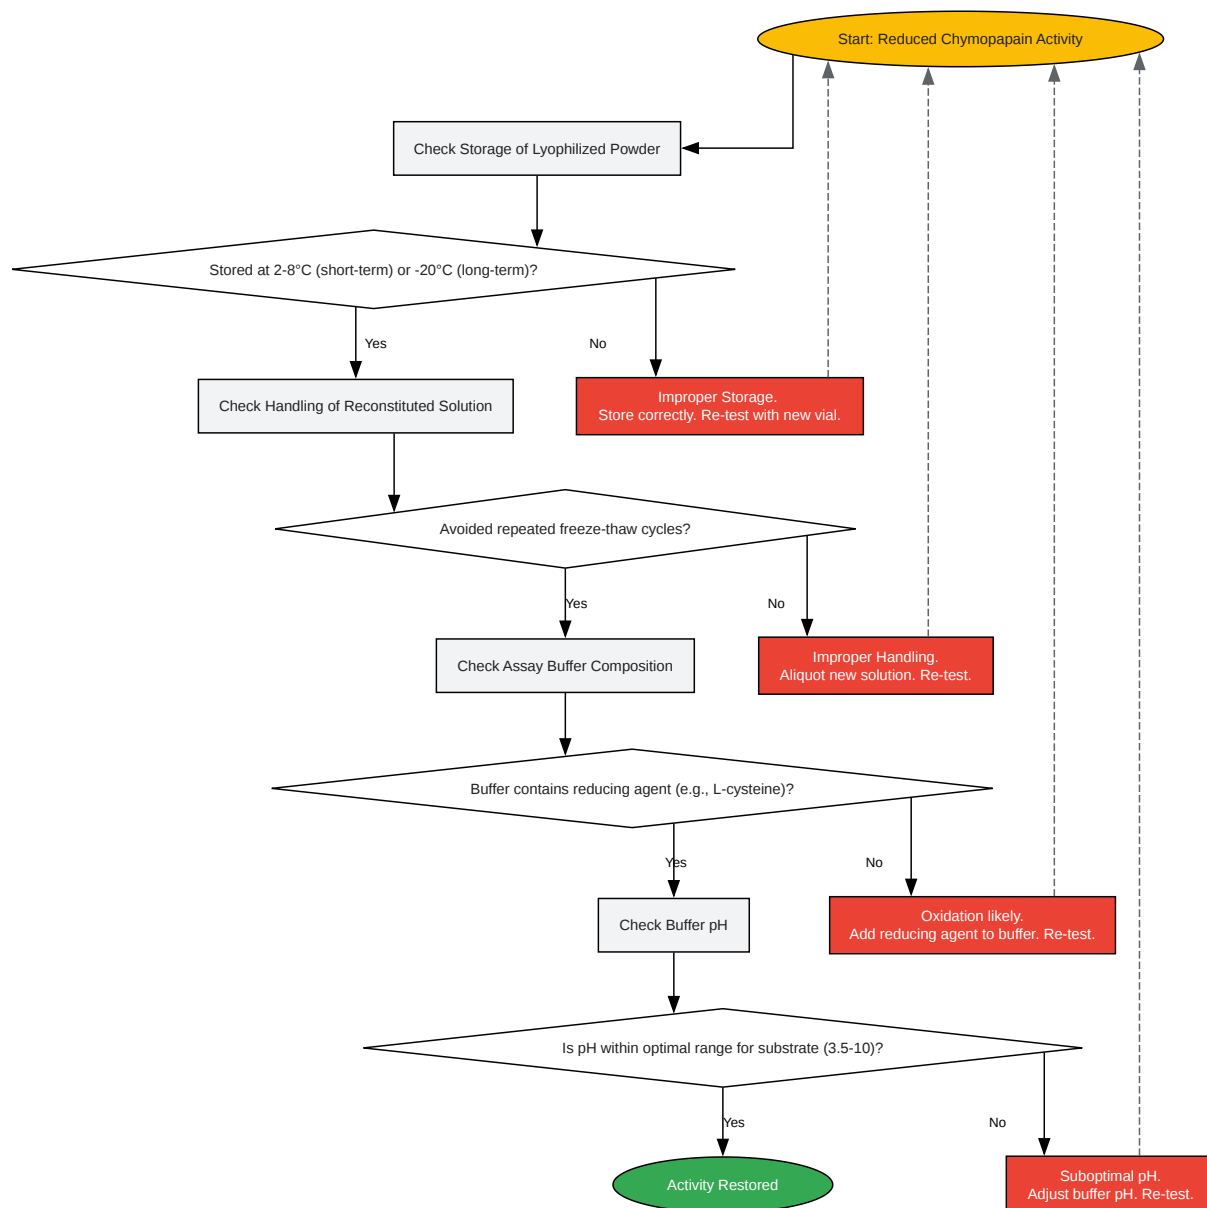 Start: Reduced Chymopapain Activity
Check Storage of Lyophilized Powder
Stored at 2-8°C (short-term) or -20°C (long-term)?
Yes
No
Check Handling of Reconstituted Solution
Improper Storage.
Store correctly. Re-test with new vial.
Avoided repeated freeze-thaw cycles?
Yes
No
Check Assay Buffer Composition
Improper Handling.
Aliquot new solution. Re-test.
Buffer contains reducing agent (e.g., L-cysteine)?
Yes
No
Check Buffer pH
Oxidation likely.
Add reducing agent to buffer. Re-test.
Is pH within optimal range for substrate (3.5-10)?
Yes
No
Activity Restored
Suboptimal pH.
Adjust buffer pH. Re-test.